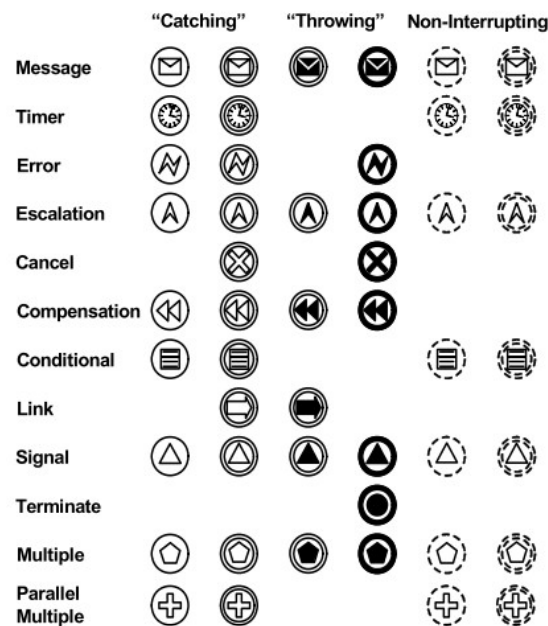 “Catching” “Throwing” Non-Interrupting
Message
Timer
Error
Escalation
Cancel
Compensation
Conditional
Link
Signal
Terminate
Multiple
Parallel
Multiple